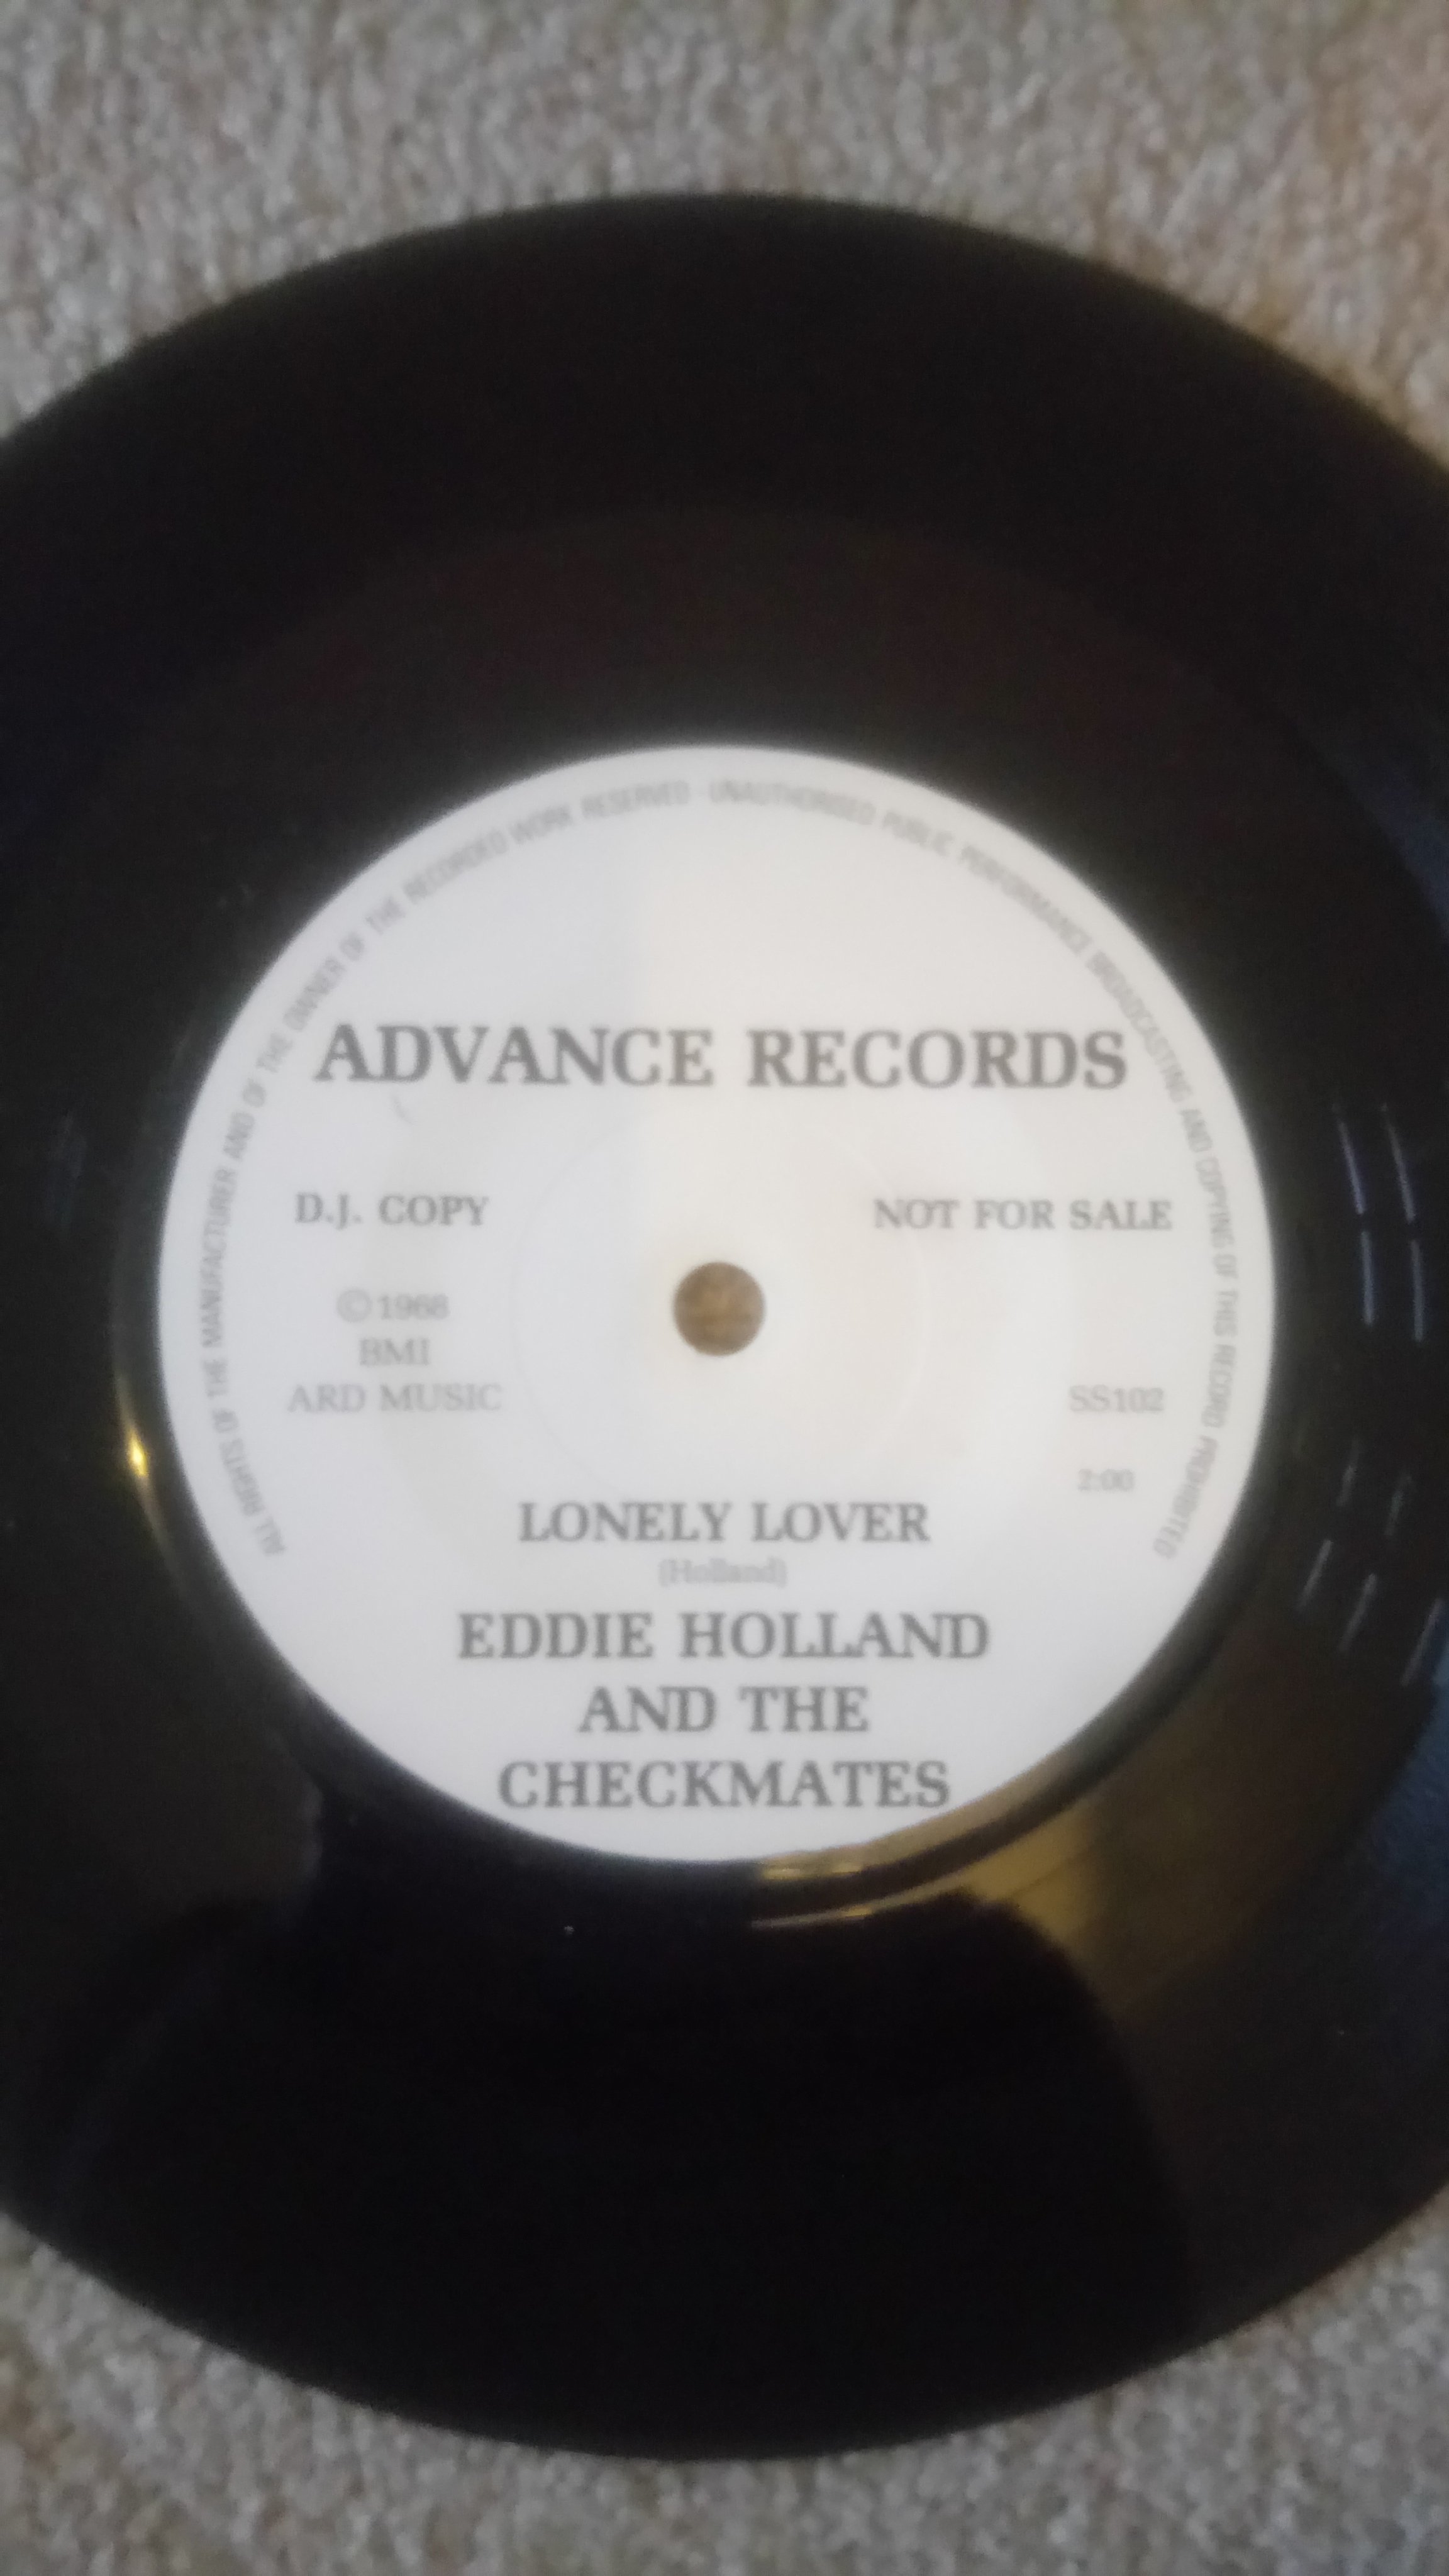 ALL RIGHTS OF THE MANUFACTURER AND OF THE OWNER OF THE RECORDED WORK RESERVED - UNAUTHORISED PUBLIC PERFORMANCE BROADCASTING AND COPYING OF THIS RECORD PROHIBITED
ADVANCE RECORDS
D.J. COPY NOT FOR SALE
©1968
BMI
ARD MUSIC SS102
2:00
LONELY LOVER
(Holland)
EDDIE HOLLAND
AND THE
CHECKMATES